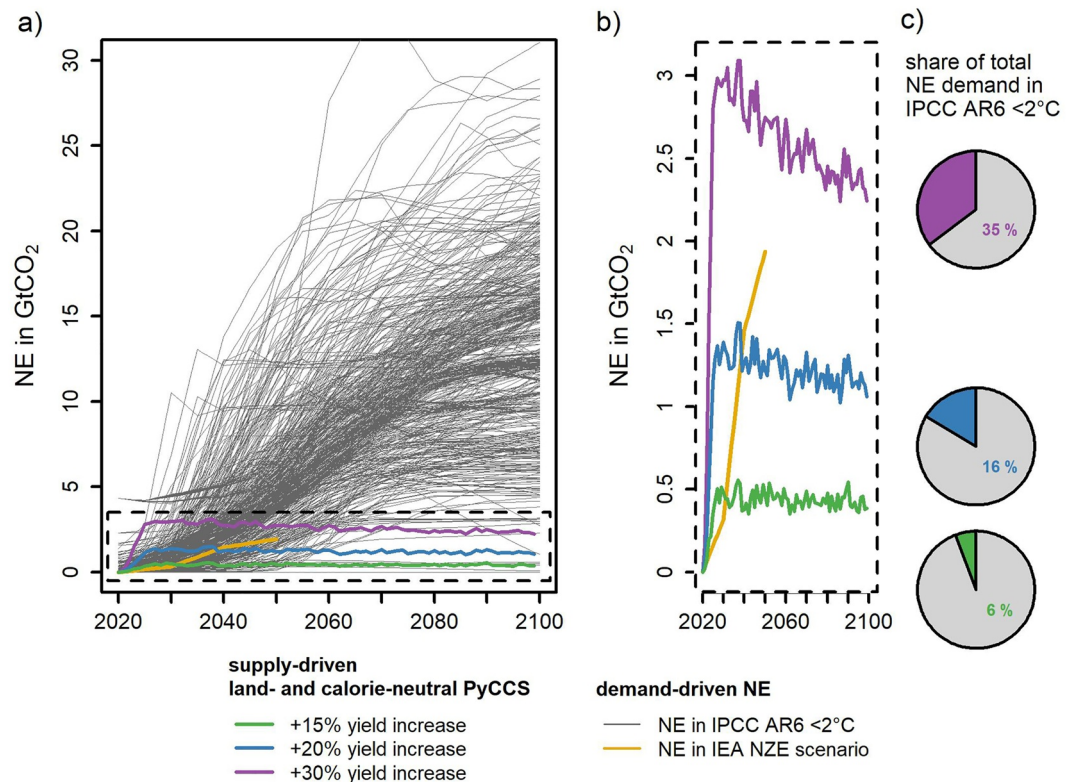 a)
NE in GtCO₂
30
25
20
15
10
5
0
2020
2040
2060
2080
2100
b)
NE in GtCO₂
3
2.5
2
1.5
1
0.5
0
2020
2060
2100
c)
share of total
NE demand in
IPCC AR6 <2°C
35 %
16 %
6 %
supply-driven
land- and calorie-neutral PyCCS
+15% yield increase
+20% yield increase
+30% yield increase
demand-driven NE
NE in IPCC AR6 <2°C
NE in IEA NZE scenario